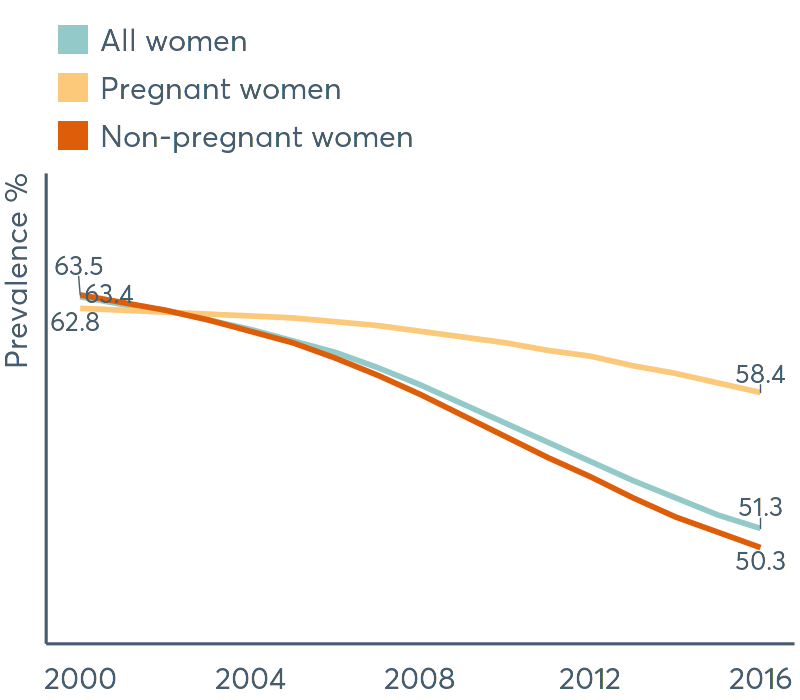 All women
Pregnant women
Non-pregnant women
Prevalence %
63.5
63.4
62.8
58.4
51.3
50.3
2000 2004 2008 2012 2016